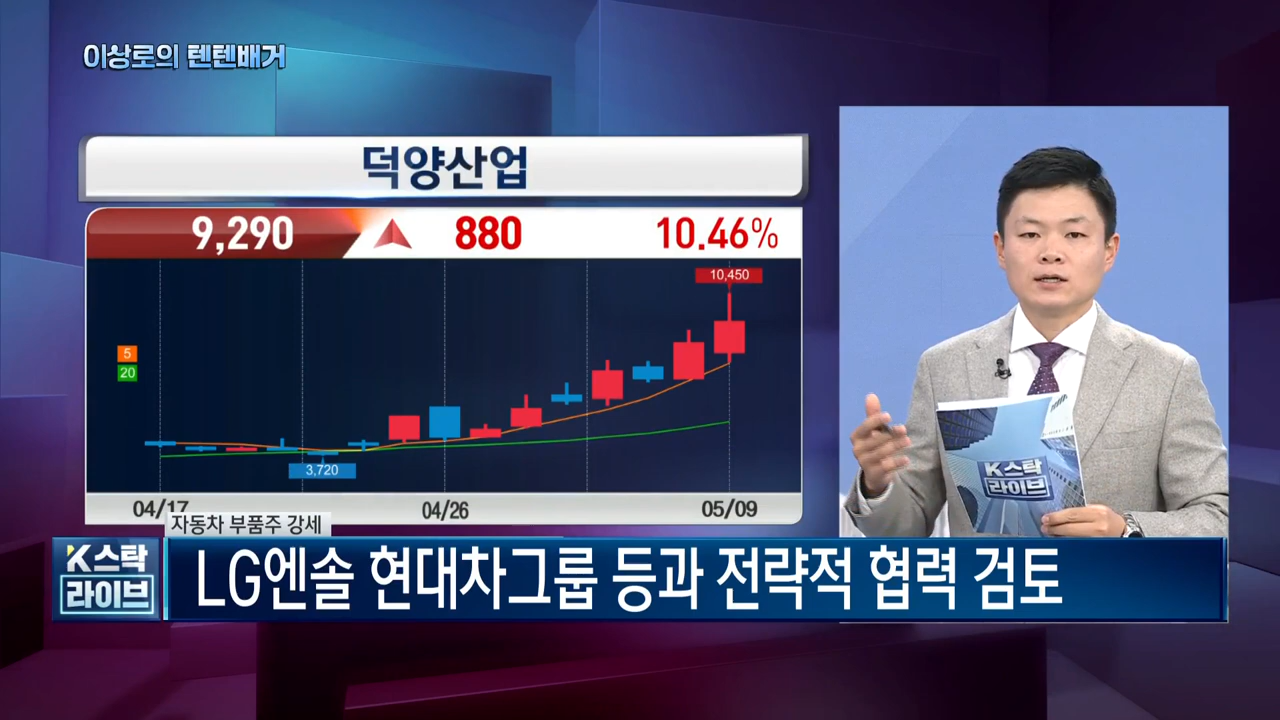 이상로의 텐텐배거
덕양산업
9,290 880 10.46%
10,450
5
20
3,720
04/17 04/26 05/09
자동차 부품주 강세
K스탁
라이브
LG엔솔 현대차그룹 등과 전략적 협력 검토
K스탁
라이브